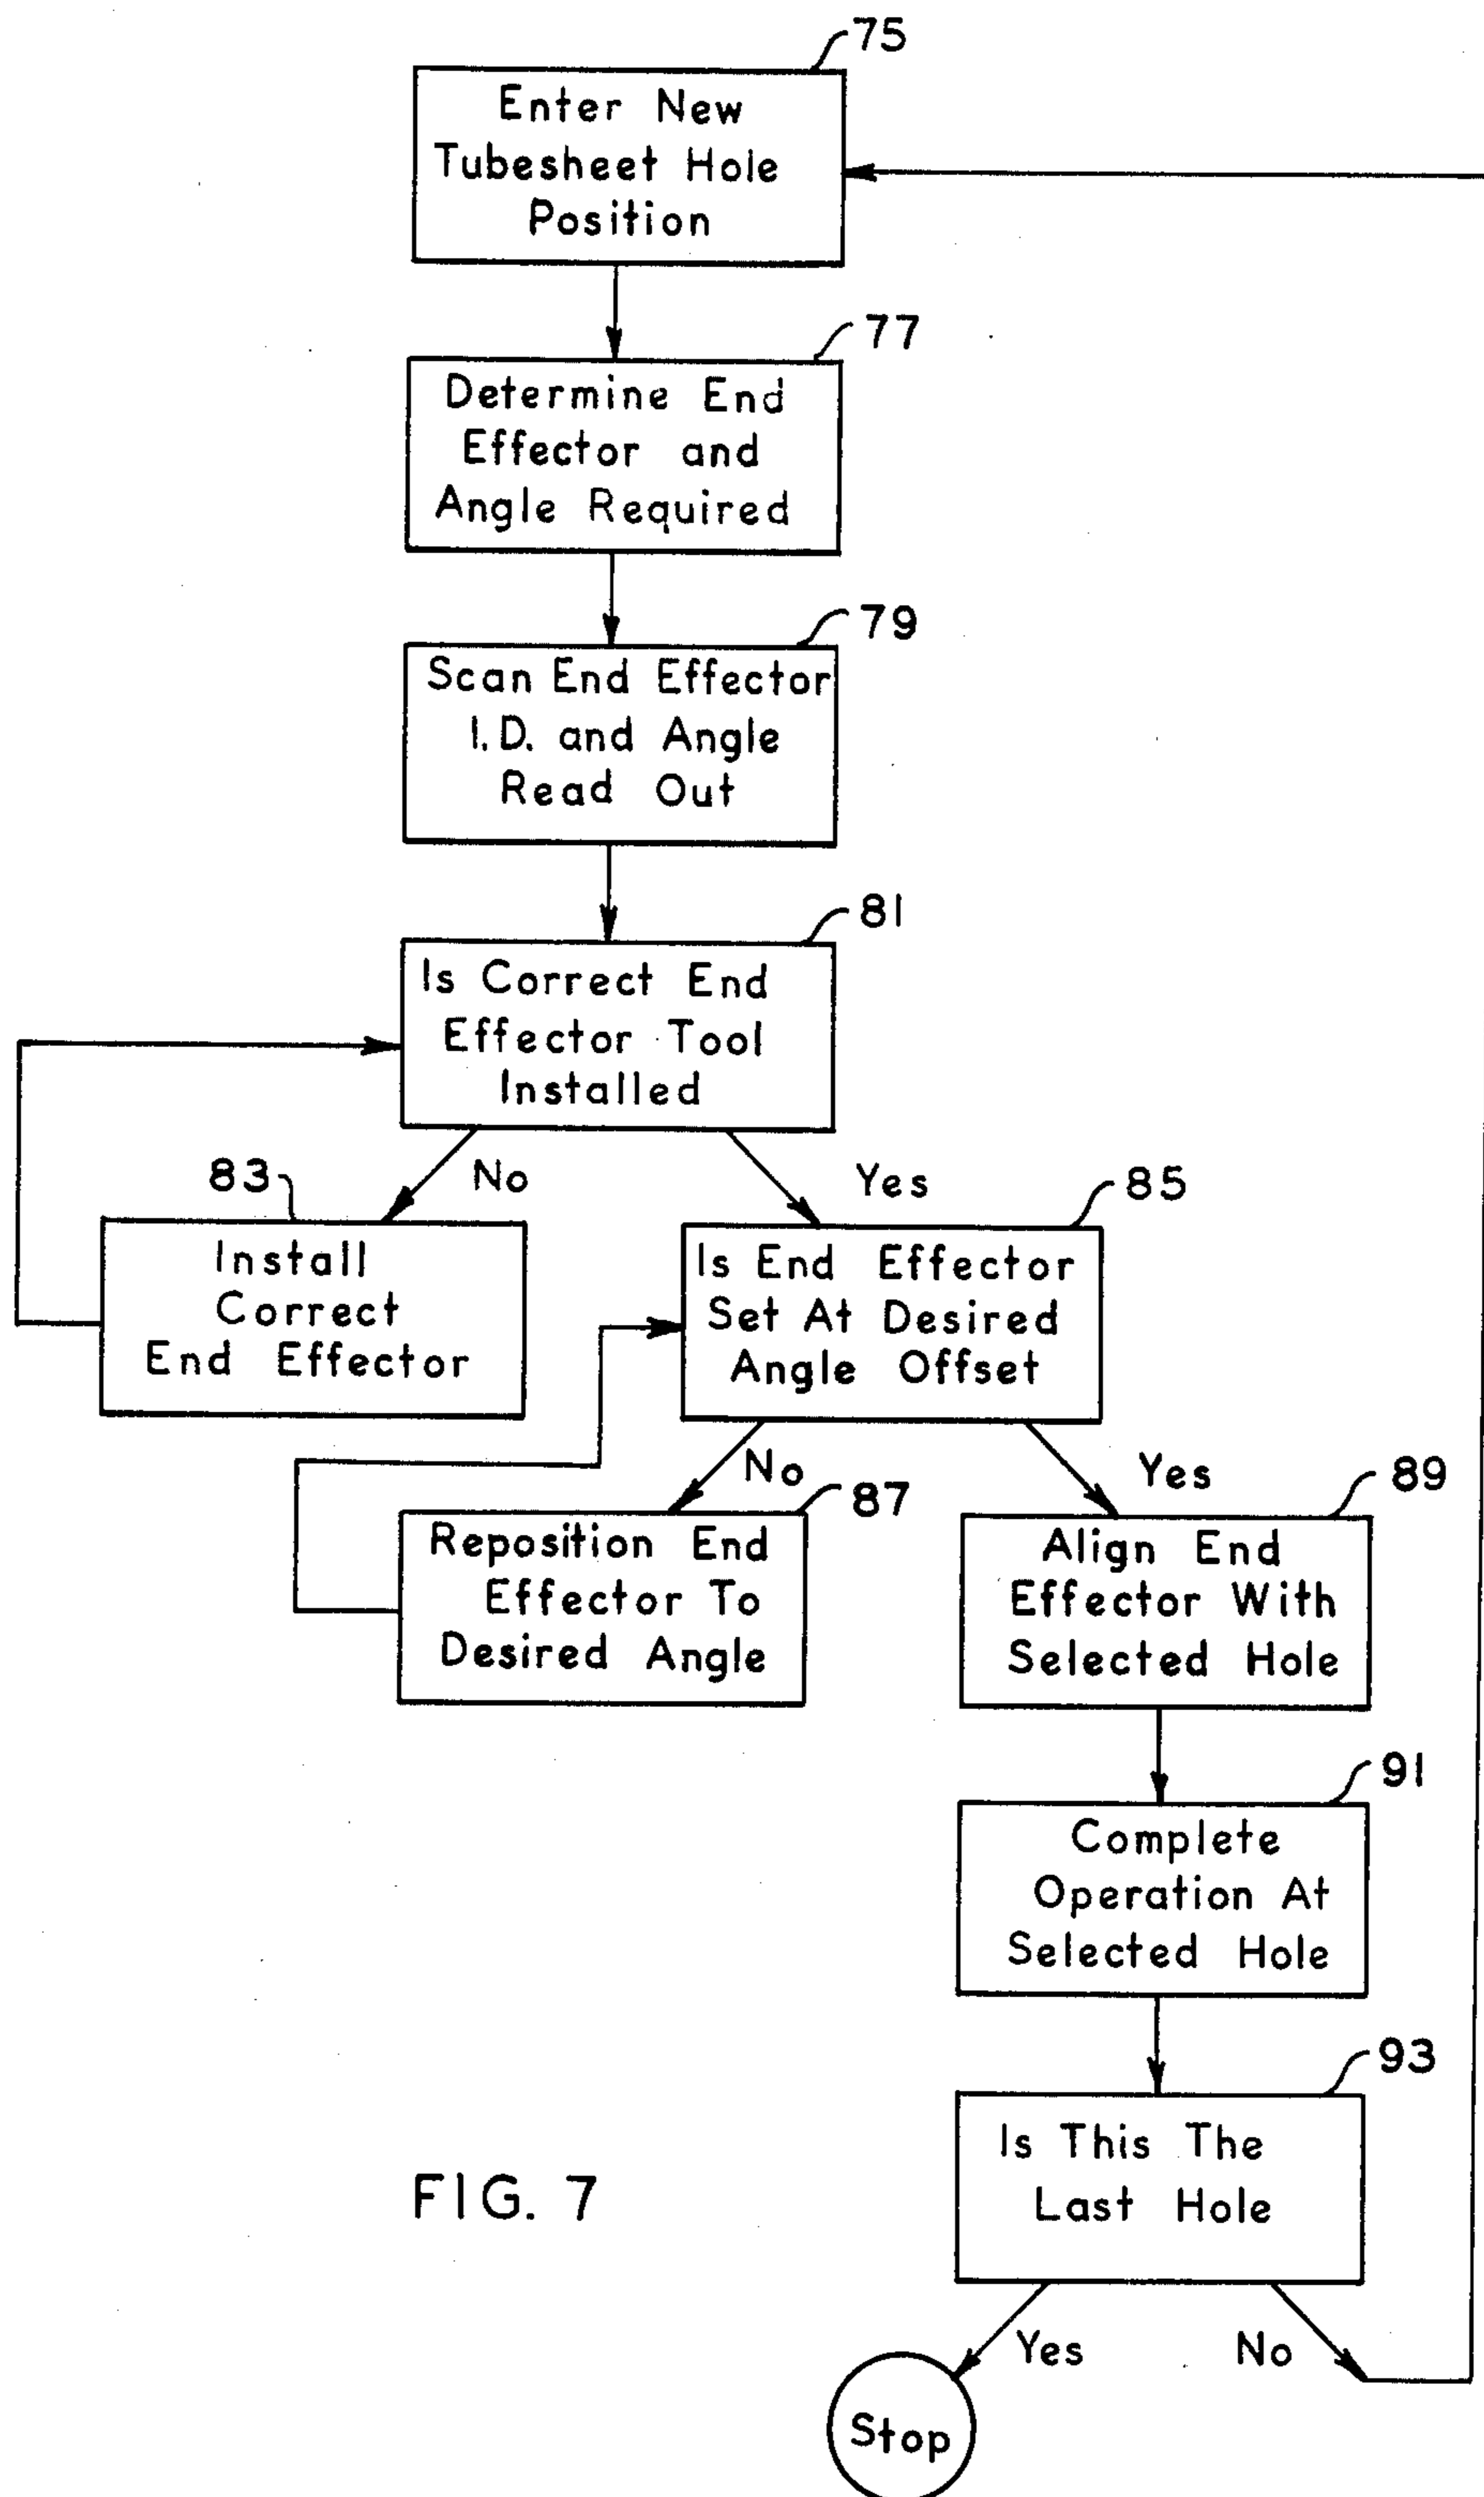 75
Enter New
Tubesheet Hole
Position
77
Determine End
Effector and
Angle Required
79
Scan End Effector
I.D. and Angle
Read Out
81
Is Correct End
Effector Tool
Installed
No
Yes
83
Install
Correct
End Effector
85
Is End Effector
Set At Desired
Angle Offset
No
Yes
87
Reposition End
Effector To
Desired Angle
89
Align End
Effector With
Selected Hole
91
Complete
Operation At
Selected Hole
93
Is This The
Last Hole
FIG. 7
Yes
No
Stop